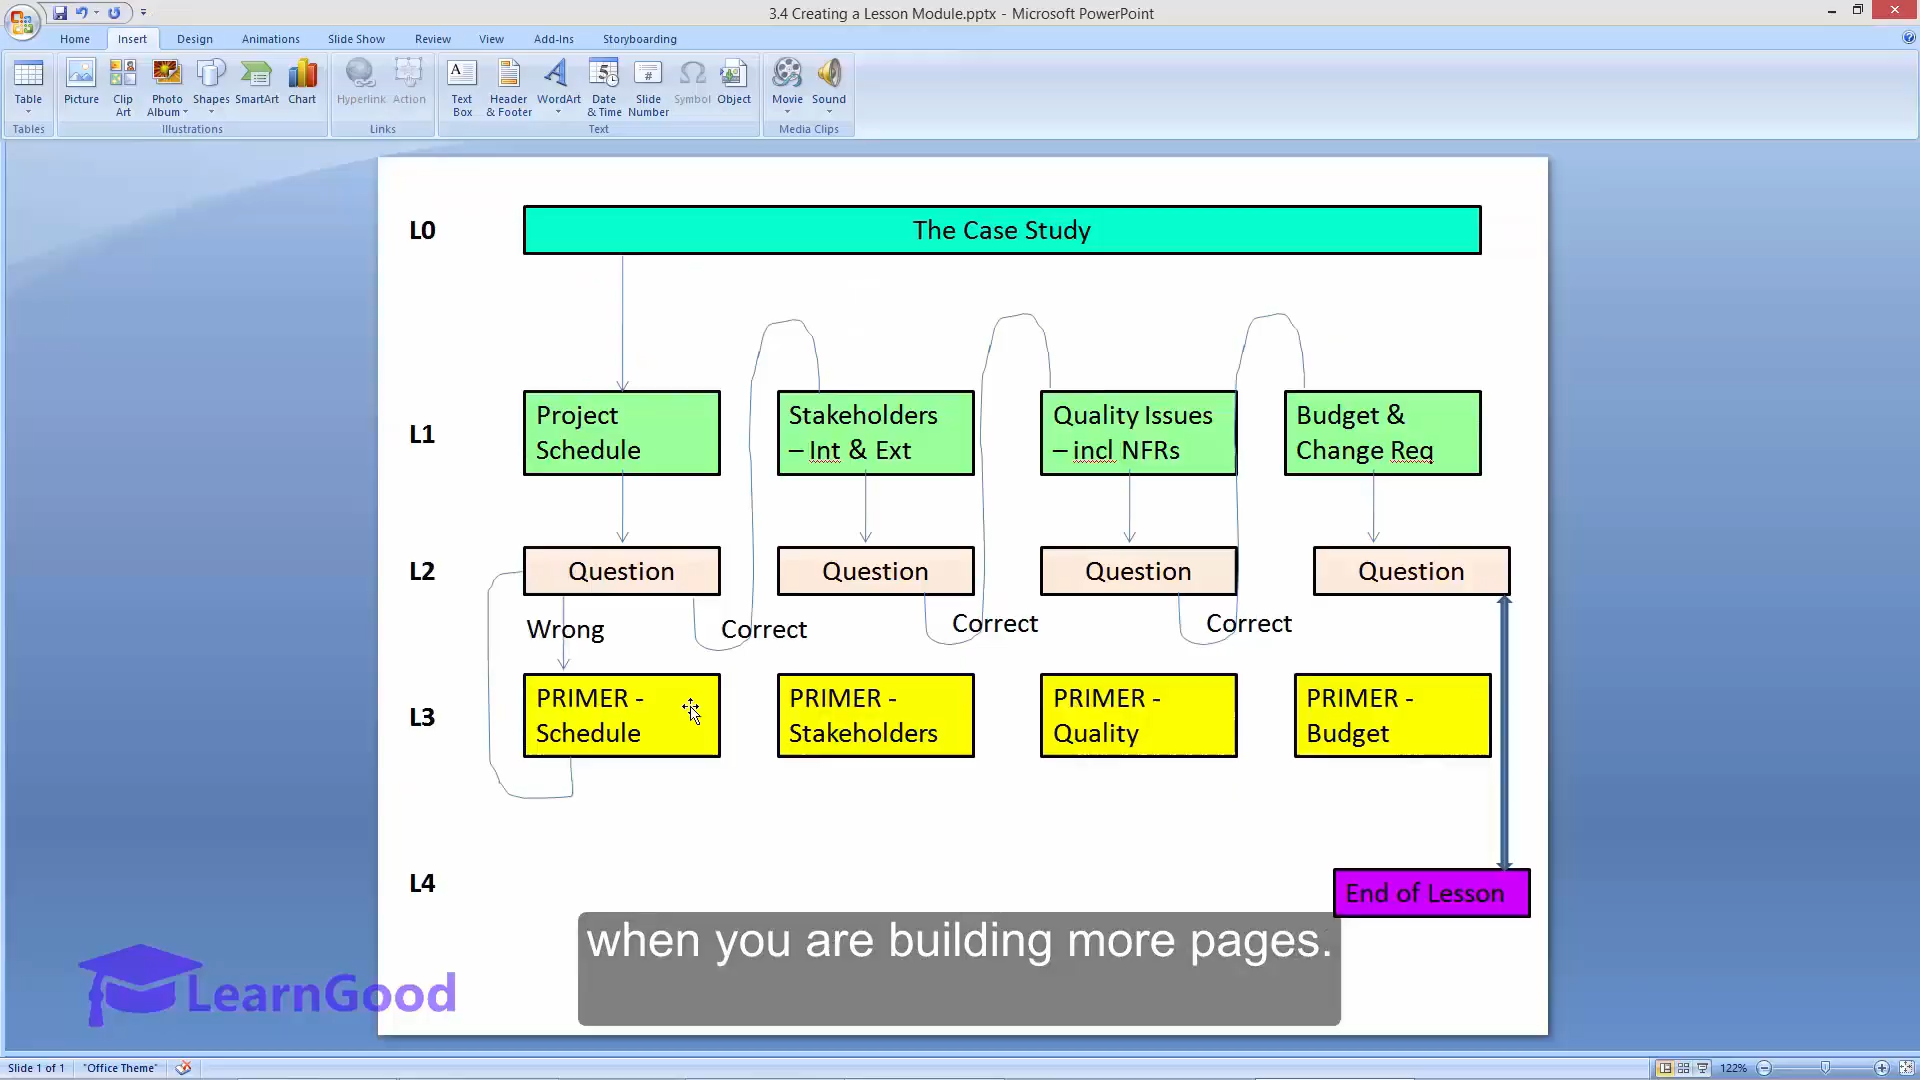 3.4 Creating a Lesson Module.pptx - Microsoft PowerPoint
Home Insert Design Animations Slide Show Review View Add-Ins Storyboarding
Table
Picture
Clip Art
Photo Album
Shapes
SmartArt
Chart
Hyperlink
Action
Text Box
Header & Footer
WordArt
Date & Time
Slide Number
Symbol
Object
Movie
Sound
Tables
Illustrations
Links
Text
Media Clips
L0
The Case Study
L1
Project
Schedule
Stakeholders
– Int & Ext
Quality Issues
– incl NFRs
Budget &
Change Req
L2
Question
Question
Question
Question
Wrong
Correct
Correct
Correct
L3
PRIMER -
Schedule
PRIMER -
Stakeholders
PRIMER -
Quality
PRIMER -
Budget
L4
End of Lesson
when you are building more pages.
LearnGood
Slide 1 of 1
"Office Theme"
122%